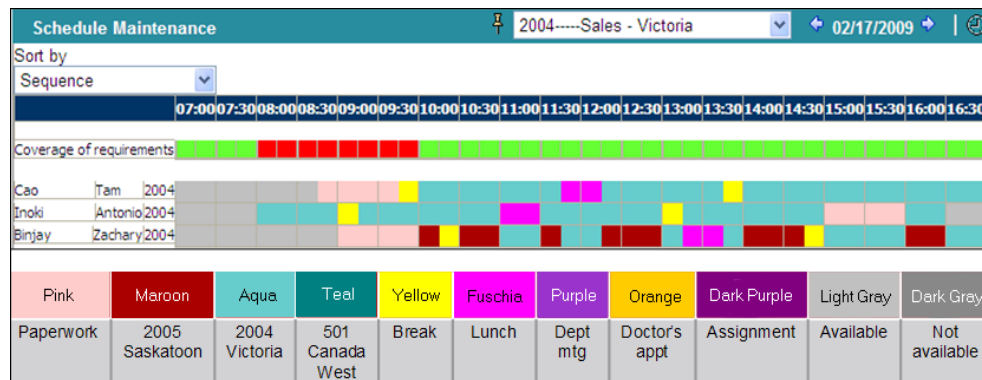 Schedule Maintenance 2004-----Sales - Victoria 02/17/2009
Sort by
Sequence
07:00 07:30 08:00 08:30 09:00 09:30 10:00 10:30 11:00 11:30 12:00 12:30 13:00 13:30 14:00 14:30 15:00 15:30 16:00 16:30
Coverage of requirements
Cao Tam 2004
Inoki Antonio 2004
Binjay Zachary 2004
Pink Maroon Aqua Teal Yellow Fuschia Purple Orange Dark Purple Light Gray Dark Gray
Paperwork 2005 2004 501 Break Lunch Dept Doctor's Assignment Available Not
Saskatoon Victoria Canada mtg appt available
West